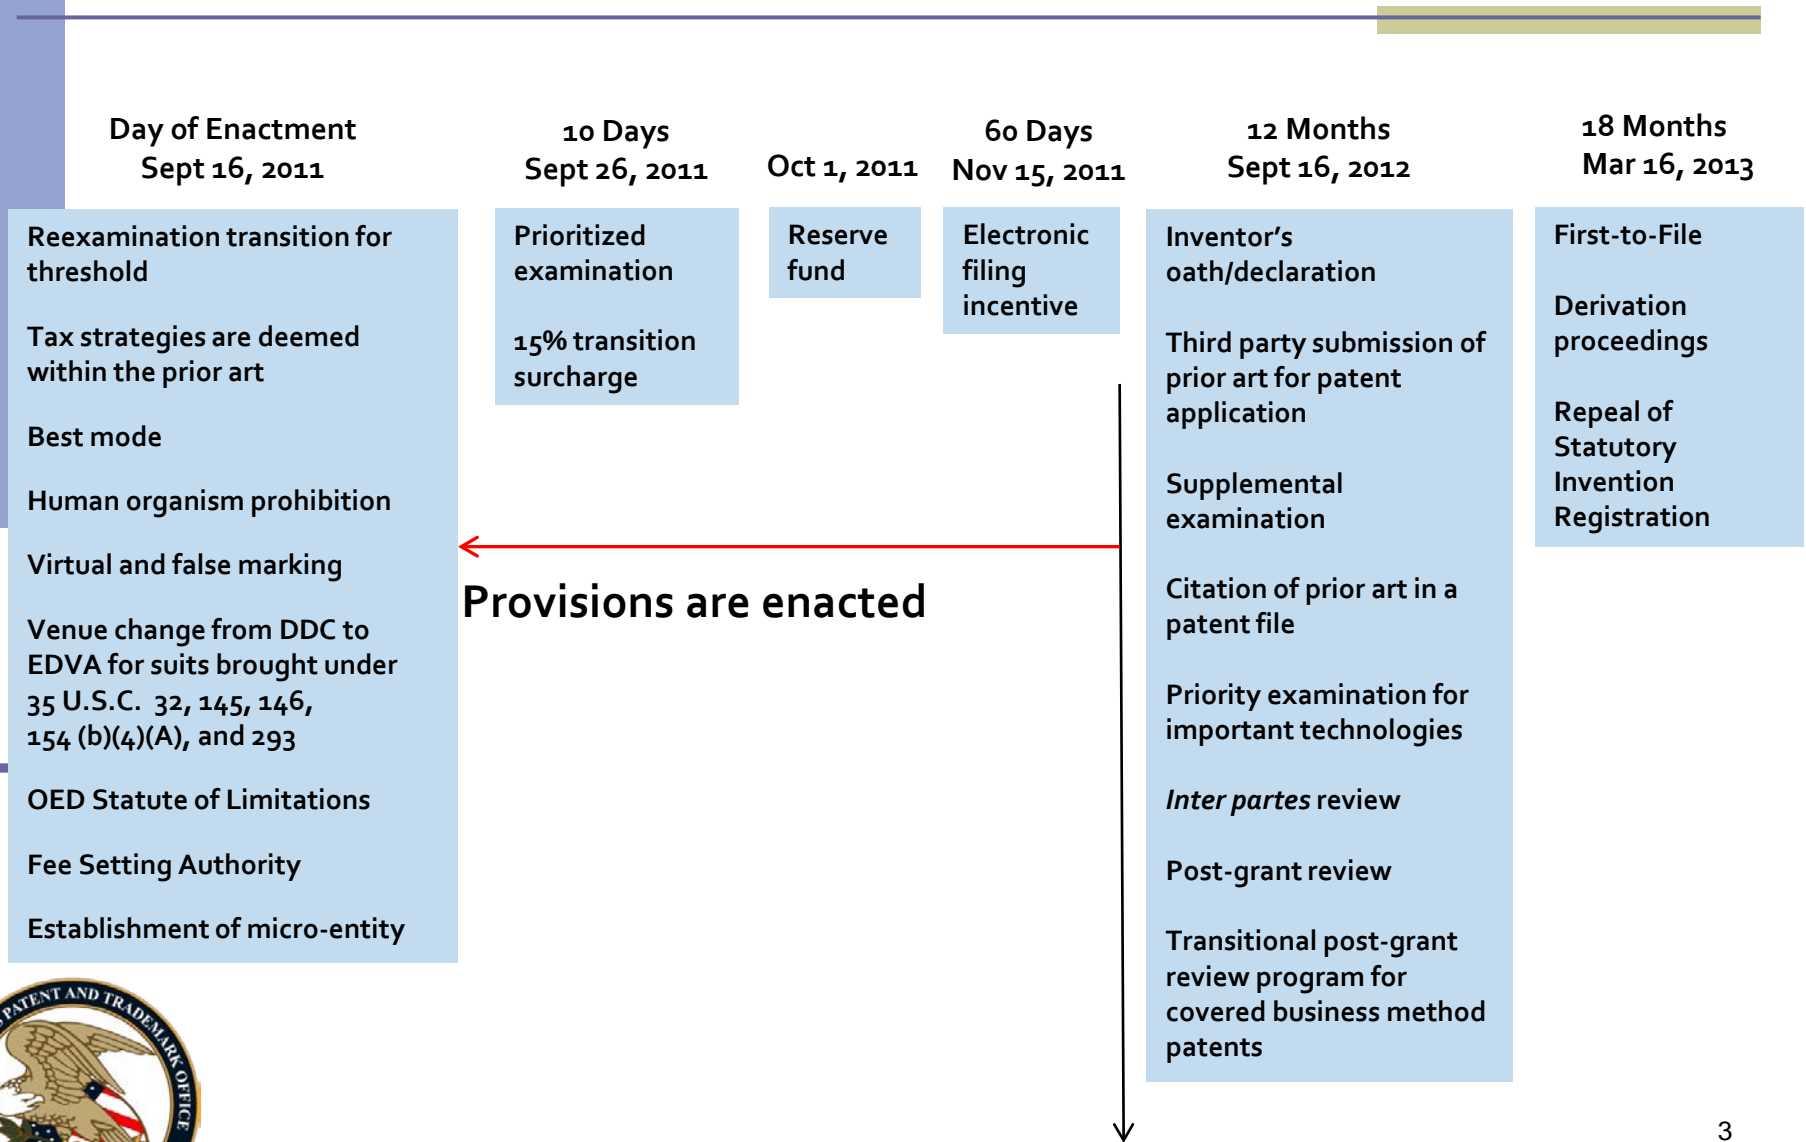 Day of Enactment
Sept 16, 2011
Reexamination transition for
threshold
Tax strategies are deemed
within the prior art
Best mode
Human organism prohibition
Virtual and false marking
Venue change from DDC to
EDVA for suits brought under
35 U.S.C. 32, 145, 146,
154 (b)(4)(A), and 293
OED Statute of Limitations
Fee Setting Authority
Establishment of micro-entity
10 Days
Sept 26, 2011
Prioritized
examination
15% transition
surcharge
Oct 1, 2011
Reserve
fund
60 Days
Nov 15, 2011
Electronic
filing
incentive
Provisions are enacted
12 Months
Sept 16, 2012
Inventor’s
oath/declaration
Third party submission of
prior art for patent
application
Supplemental
examination
Citation of prior art in a
patent file
Priority examination for
important technologies
Inter partes review
Post-grant review
Transitional post-grant
review program for
covered business method
patents
18 Months
Mar 16, 2013
First-to-File
Derivation
proceedings
Repeal of
Statutory
Invention
Registration
PATENT AND TRADEMARK OFFICE
3